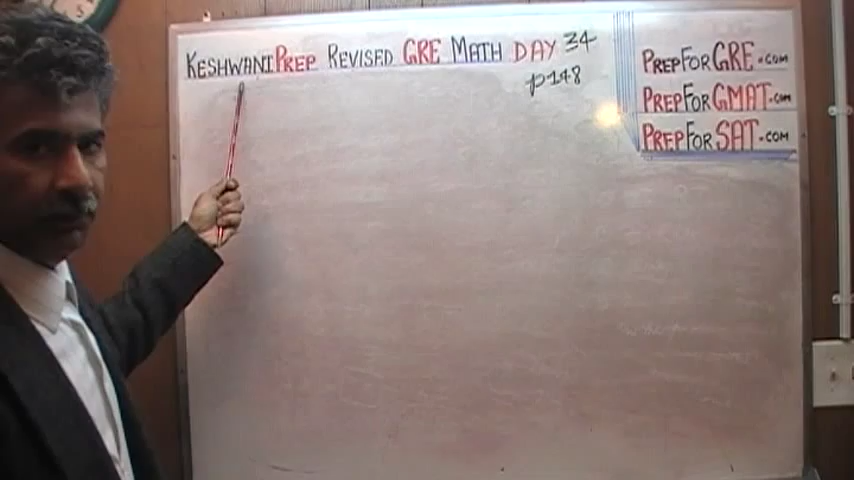 KESHWANIPREP REVISED GRE MATH DAY 34
p148
PREPFORGRE.COM
PREPFORGMAT.COM
PREPFORSAT.COM